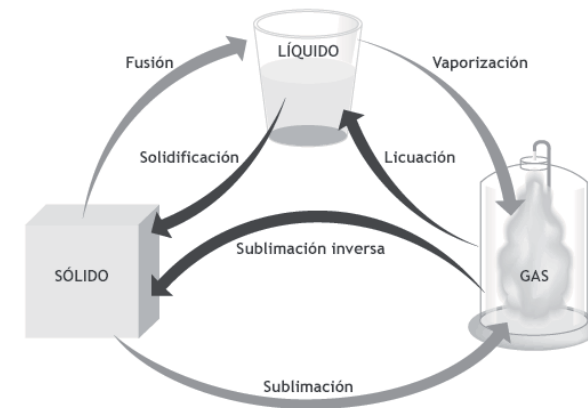 LÍQUIDO
Fusión
Vaporización
Solidificación
Licuación
Sublimación inversa
SÓLIDO
GAS
Sublimación